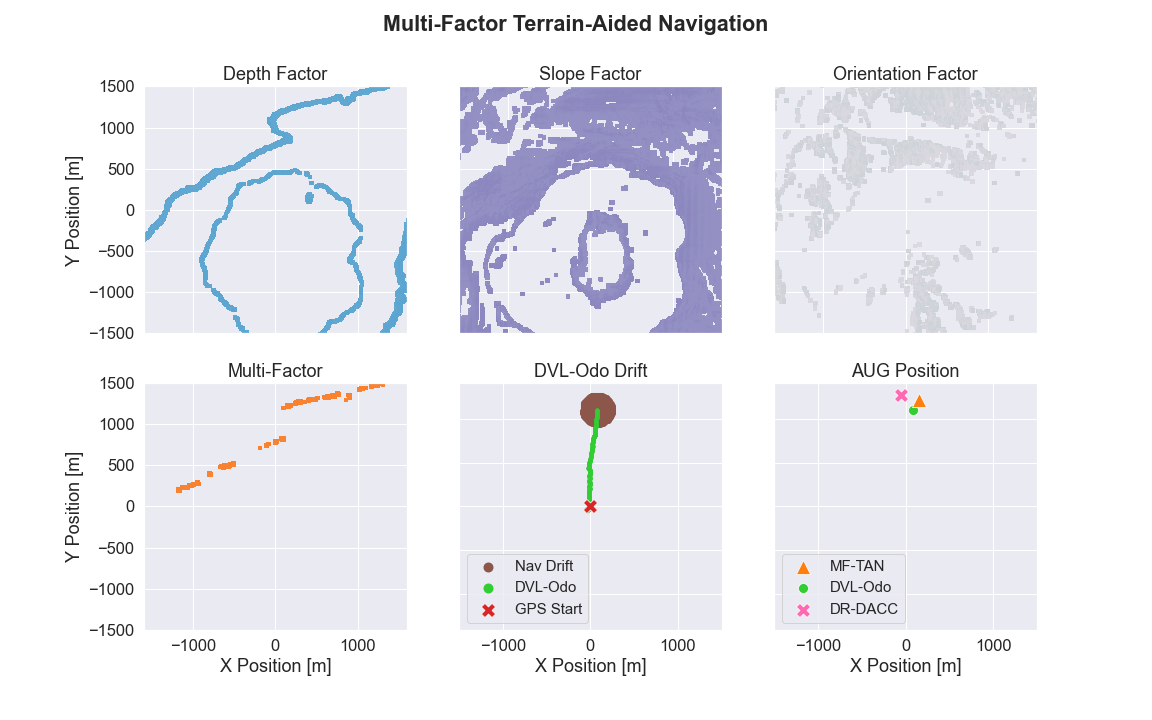 Multi-Factor Terrain-Aided Navigation
Depth Factor
Slope Factor
Orientation Factor
1500
1000
500
0
−500
−1000
−1500
Y Position [m]
Multi-Factor
DVL-Odo Drift
AUG Position
1500
1000
500
0
−500
−1000
−1500
Y Position [m]
Nav Drift
DVL-Odo
GPS Start
MF-TAN
DVL-Odo
DR-DACC
−1000 0 1000
−1000 0 1000
−1000 0 1000
X Position [m]
X Position [m]
X Position [m]